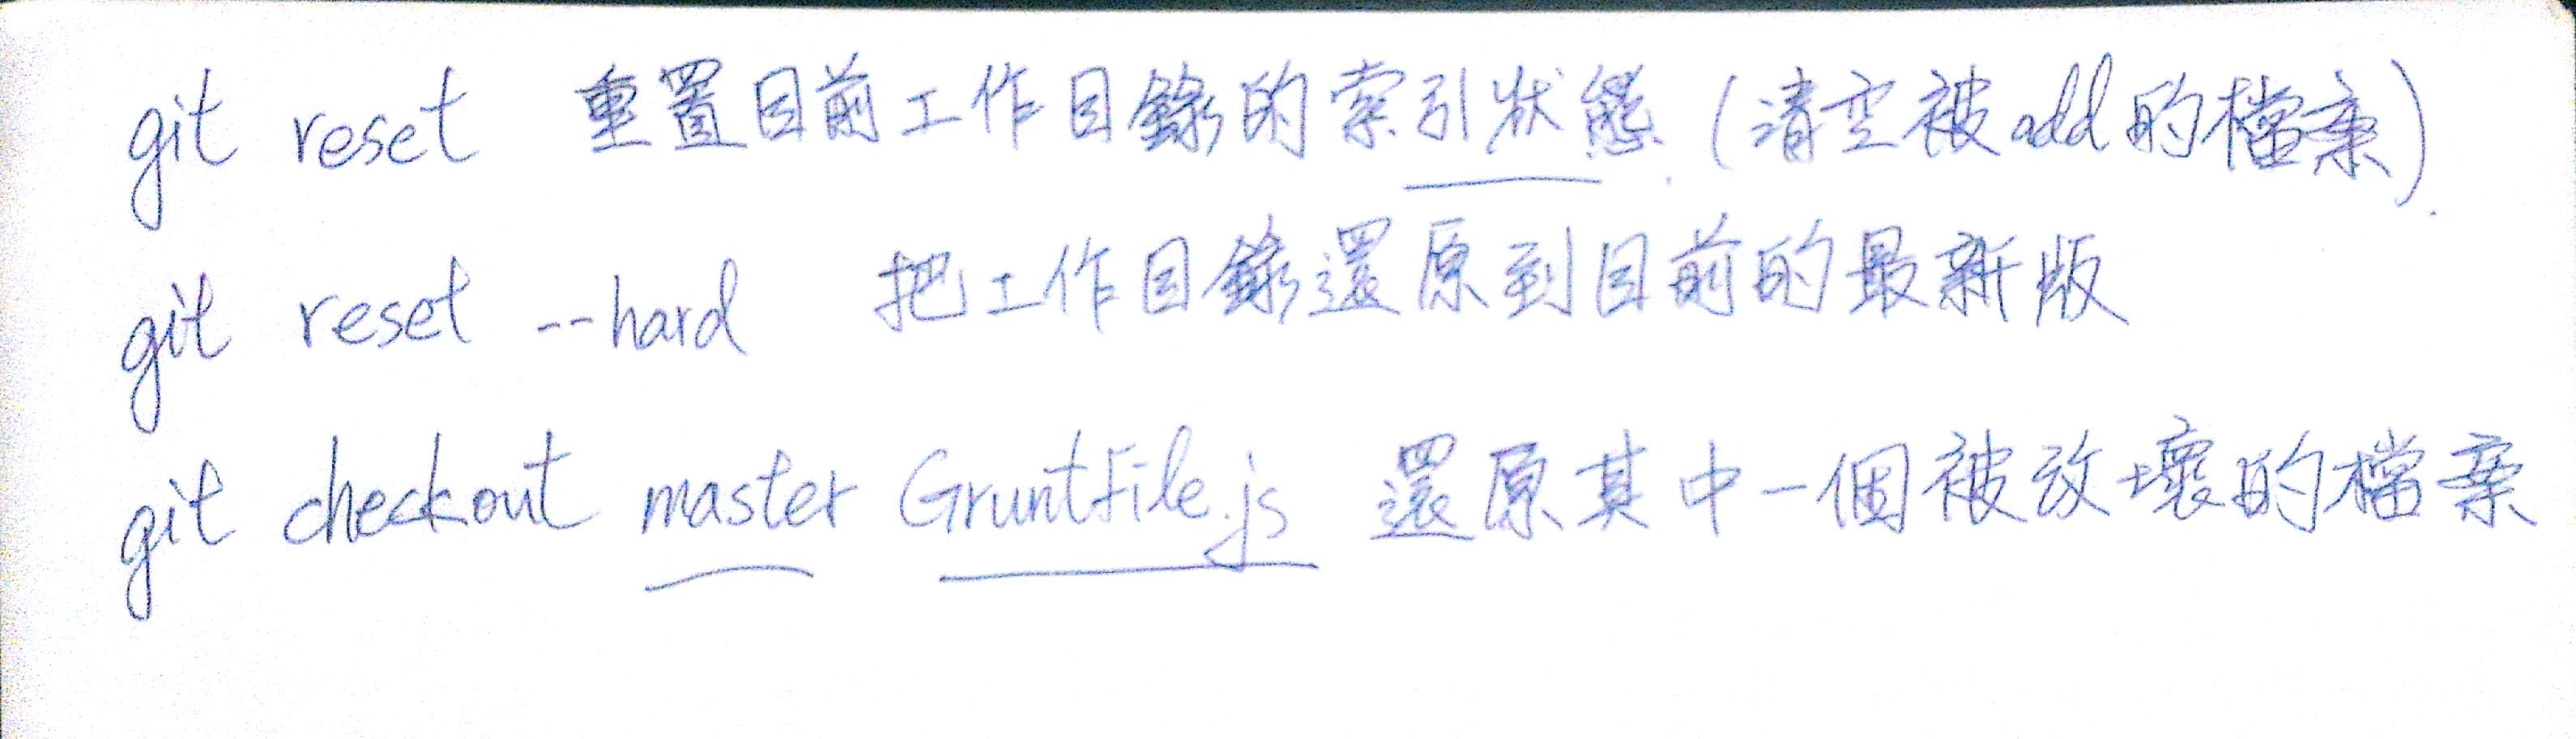 git reset 重置目前工作目錄的索引狀態 (清空被add的檔案)
git reset --hard 把工作目錄還原到目前的最新版
git checkout master Gruntfile.js 還原其中一個被改壞的檔案